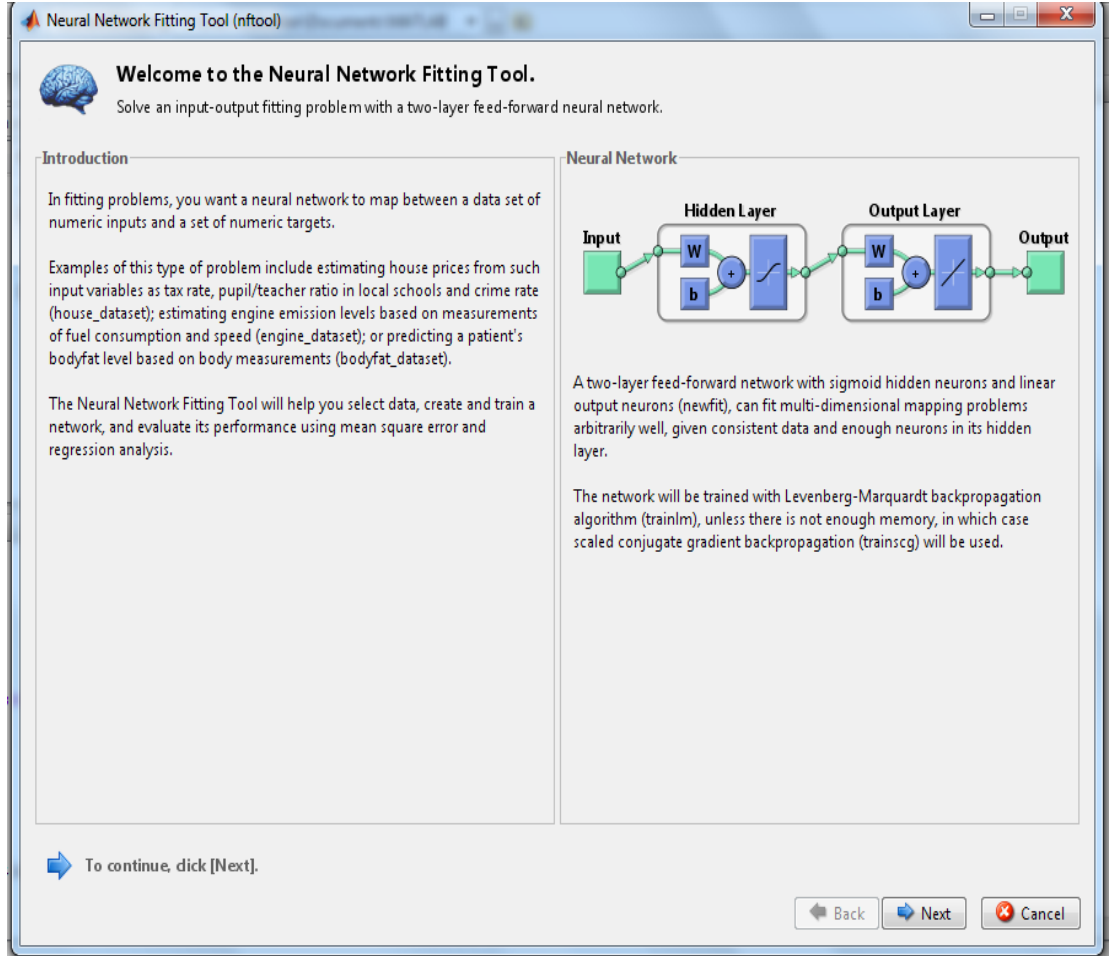 Neural Network Fitting Tool (nftool)
Welcome to the Neural Network Fitting Tool.
Solve an input-output fitting problem with a two-layer feed-forward neural network.
Introduction
In fitting problems, you want a neural network to map between a data set of
numeric inputs and a set of numeric targets.
Examples of this type of problem include estimating house prices from such
input variables as tax rate, pupil/teacher ratio in local schools and crime rate
(house_dataset); estimating engine emission levels based on measurements
of fuel consumption and speed (engine_dataset); or predicting a patient's
bodyfat level based on body measurements (bodyfat_dataset).
The Neural Network Fitting Tool will help you select data, create and train a
network, and evaluate its performance using mean square error and
regression analysis.
Neural Network
Hidden Layer
Output Layer
Input
Output
W
b
+
W
b
+
A two-layer feed-forward network with sigmoid hidden neurons and linear
output neurons (newfit), can fit multi-dimensional mapping problems
arbitrarily well, given consistent data and enough neurons in its hidden
layer.
The network will be trained with Levenberg-Marquardt backpropagation
algorithm (trainlm), unless there is not enough memory, in which case
scaled conjugate gradient backpropagation (trainscg) will be used.
To continue, click [Next].
Back
Next
Cancel